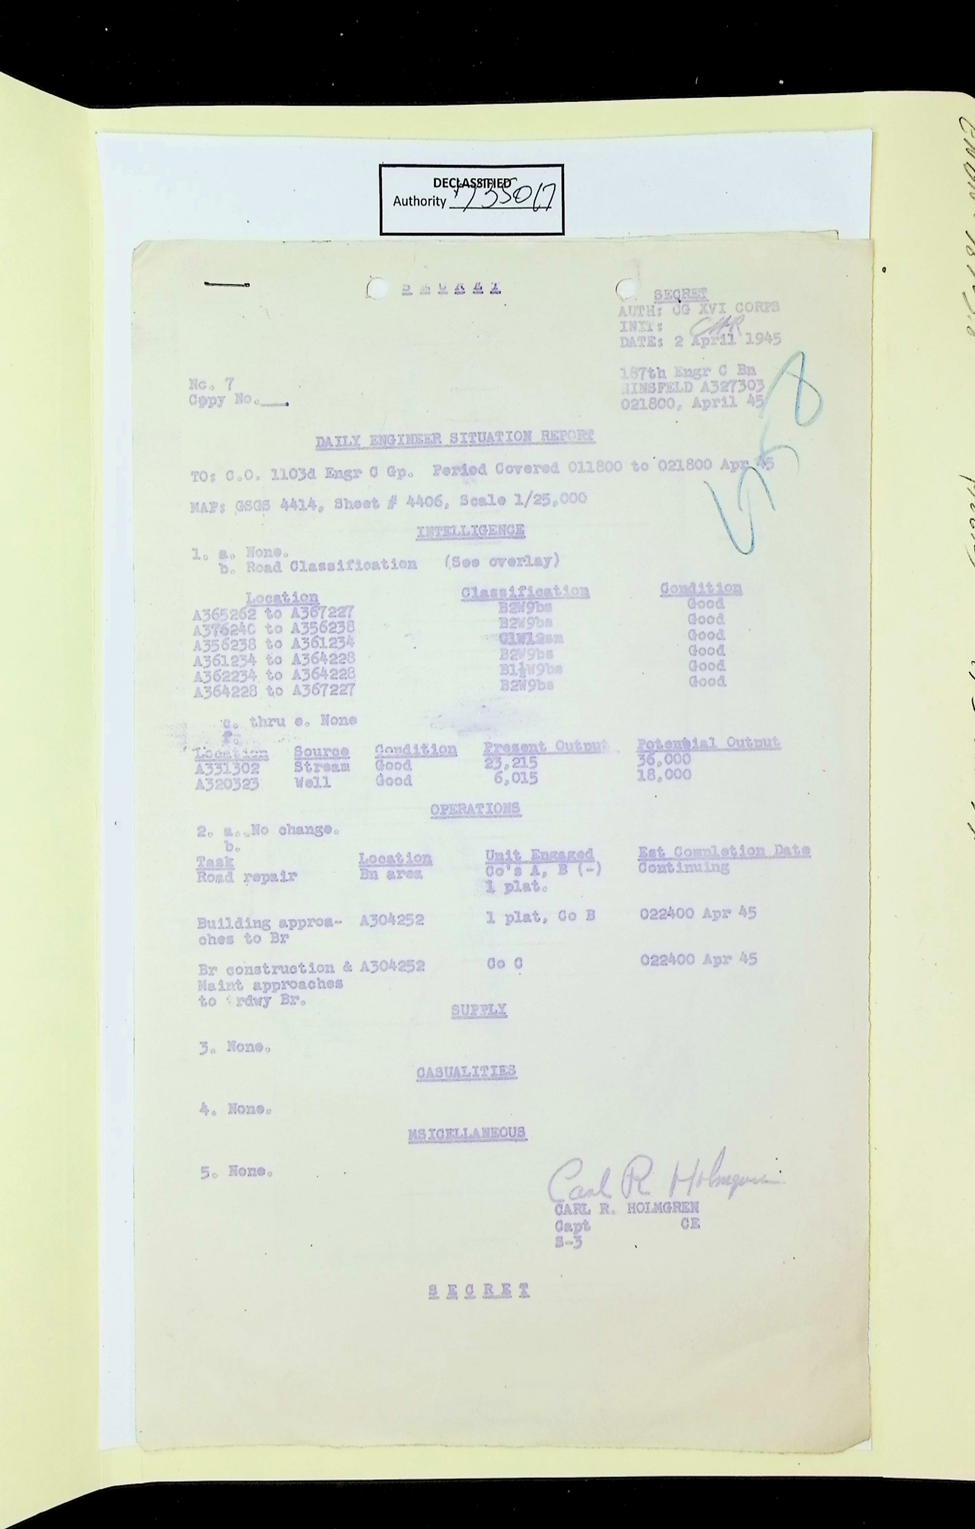 DECLASSIFIED
Authority 735017
S E C R E T
SECRET
AUTH: CG XVI CORPS
INIT: CHR
DATE: 2 April 1945
187th Engr C Bn
A327303
021800, April 45
No. 7
Copy No.___.
558
DAILY ENGINEER SITUATION REPORT
TO: C.O. 1103d Engr C Gp. Period Covered 011800 to 021800 Apr 45
MAP: GSGS 4414, Sheet # 4406, Scale 1/25,000
INTELLIGENCE
1. a. None.
b. Road Classification (See overlay)
Location Classification Condition
A365262 to A367227 B2W9bs Good
A376240 to A356238 B2W9bs Good
A356238 to A361234 Good
A361234 to A364228 B2W9bs Good
A362234 to A364228 B1½W9bs Good
A364228 to A367227 B2W9bs Good
c. thru e. None
f.
Location Source Condition Present Output Potential Output
A331302 Stream Good 23,215 36,000
A320323 Well Good 6,015 18,000
OPERATIONS
2. a. No change.
b.
Task Location Unit Engaged Est Completion Date
Road repair Bn area Co's A, B (-) Continuing
1 plat.
Building approa- A304252 1 plat, Co B 022400 Apr 45
ches to Br
Br construction & A304252 Co C 022400 Apr 45
Maint approaches
to rdwy Br.
SUPPLY
3. None.
CASUALITIES
4. None.
MSICELLANEOUS
5. None.
Carl R Holmgren
CARL R. HOLMGREN
Capt CE
S-3
S E C R E T